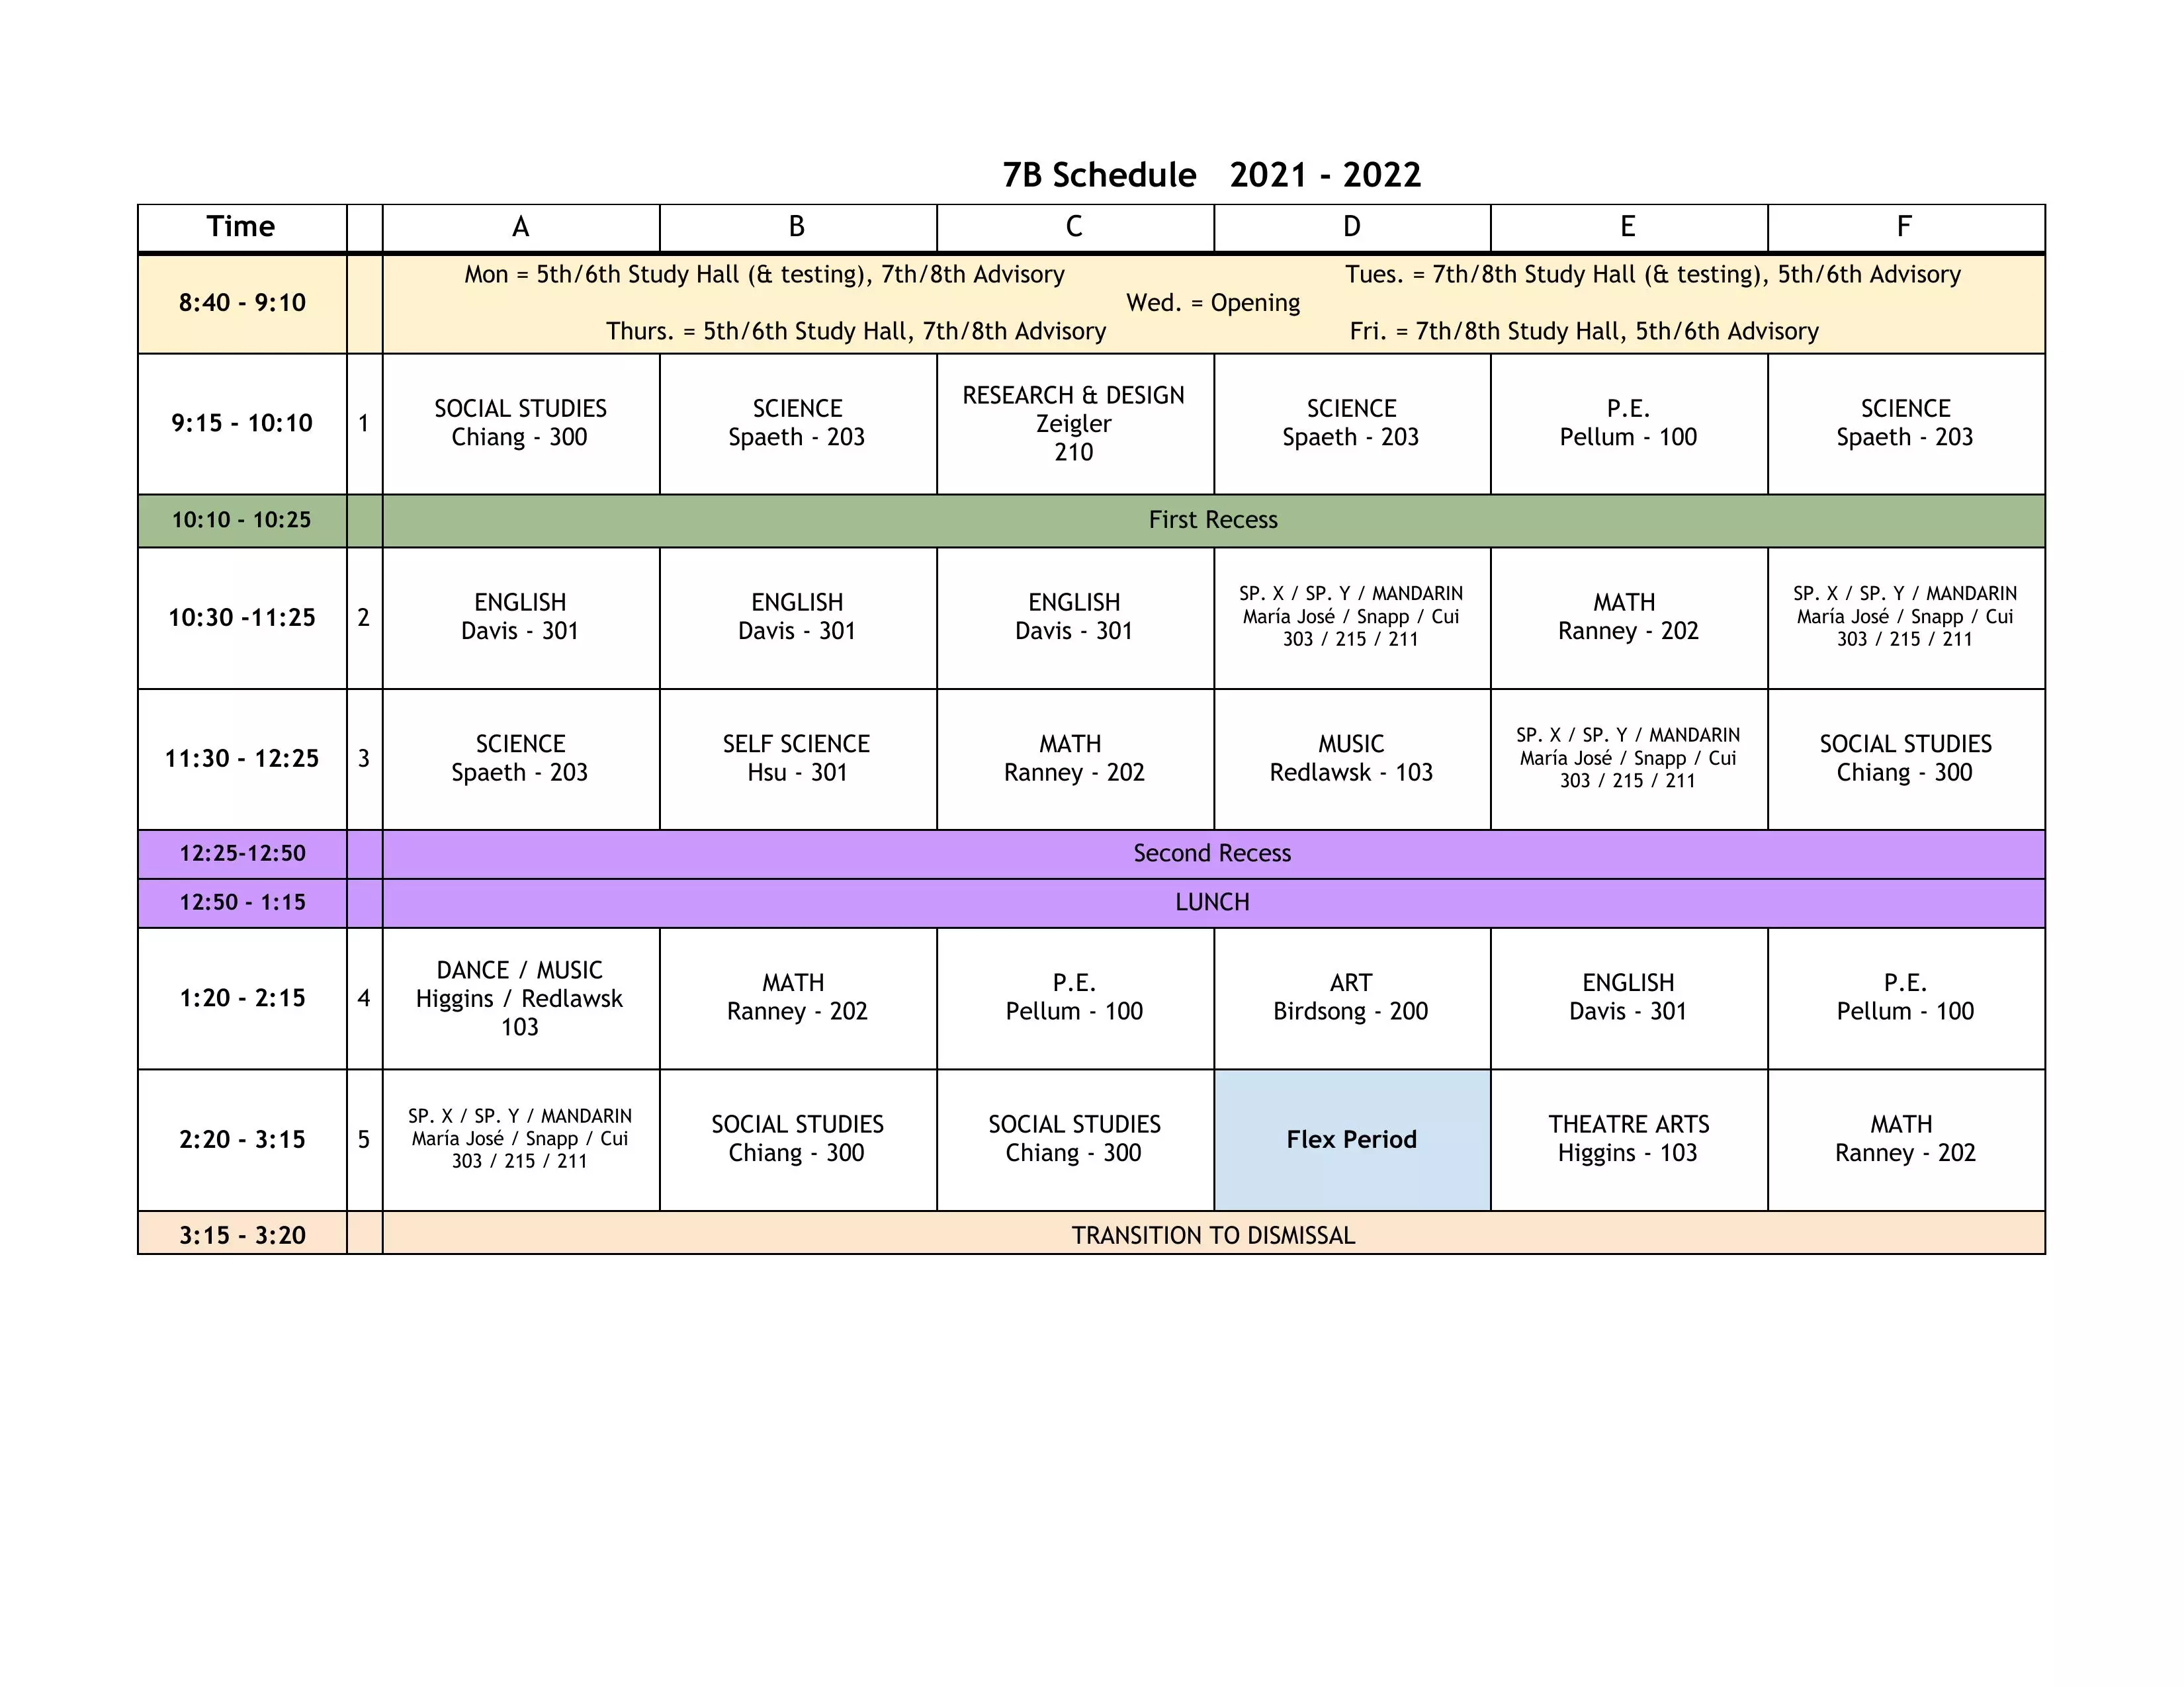 7B Schedule   2021 - 2022
Time A B C D E F
8:40 - 9:10
Mon = 5th/6th Study Hall (& testing), 7th/8th Advisory Tues. = 7th/8th Study Hall (& testing), 5th/6th Advisory
Wed. = Opening
Thurs. = 5th/6th Study Hall, 7th/8th Advisory Fri. = 7th/8th Study Hall, 5th/6th Advisory
9:15 - 10:10
1
SOCIAL STUDIES
Chiang - 300
SCIENCE
Spaeth - 203
RESEARCH & DESIGN
Zeigler
210
SCIENCE
Spaeth - 203
P.E.
Pellum - 100
SCIENCE
Spaeth - 203
10:10 - 10:25
First Recess
10:30 -11:25
2
ENGLISH
Davis - 301
ENGLISH
Davis - 301
ENGLISH
Davis - 301
SP. X / SP. Y / MANDARIN
María José / Snapp / Cui
303 / 215 / 211
MATH
Ranney - 202
SP. X / SP. Y / MANDARIN
María José / Snapp / Cui
303 / 215 / 211
11:30 - 12:25
3
SCIENCE
Spaeth - 203
SELF SCIENCE
Hsu - 301
MATH
Ranney - 202
MUSIC
Redlawsk - 103
SP. X / SP. Y / MANDARIN
María José / Snapp / Cui
303 / 215 / 211
SOCIAL STUDIES
Chiang - 300
12:25-12:50
Second Recess
12:50 - 1:15
LUNCH
1:20 - 2:15
4
DANCE / MUSIC
Higgins / Redlawsk
103
MATH
Ranney - 202
P.E.
Pellum - 100
ART
Birdsong - 200
ENGLISH
Davis - 301
P.E.
Pellum - 100
2:20 - 3:15
5
SP. X / SP. Y / MANDARIN
María José / Snapp / Cui
303 / 215 / 211
SOCIAL STUDIES
Chiang - 300
SOCIAL STUDIES
Chiang - 300
Flex Period
THEATRE ARTS
Higgins - 103
MATH
Ranney - 202
3:15 - 3:20
TRANSITION TO DISMISSAL